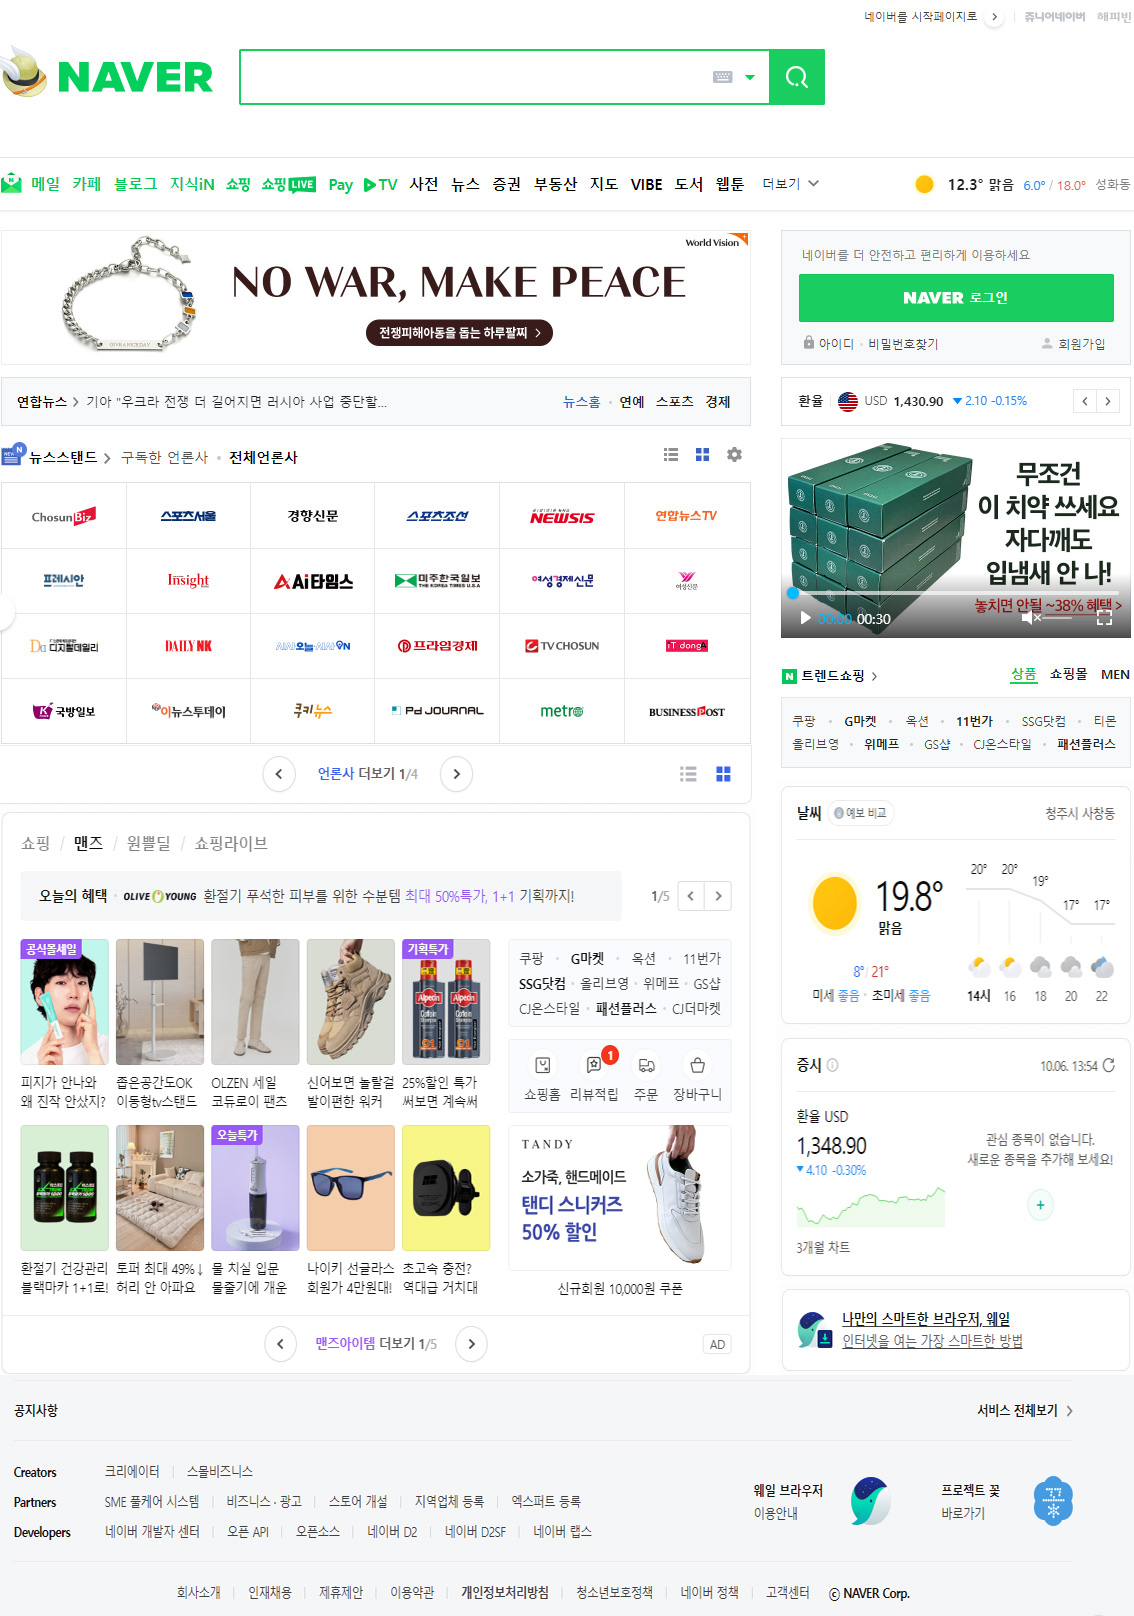 네이버를 시작페이지로
쥬니어네이버 해피빈
NAVER
메일 카페 블로그 지식iN 쇼핑 쇼핑LIVE Pay TV 사전 뉴스 증권 부동산 지도 VIBE 도서 웹툰 더보기
12.3° 맑음 6.0° / 18.0° 성화동
World Vision
NO WAR, MAKE PEACE
전쟁피해아동을 돕는 하루팔찌 >
네이버를 더 안전하고 편리하게 이용하세요
NAVER 로그인
아이디 · 비밀번호찾기 회원가입
연합뉴스 > 기아 "우크라 전쟁 더 길어지면 러시아 사업 중단할...
뉴스홈 · 연예 스포츠 경제
환율 USD 1,430.90 ▼ 2.10 -0.15%
뉴스스탠드 > 구독한 언론사 · 전체언론사
ChosunBiz 스포츠서울 경향신문 스포츠조선 NEWSIS 연합뉴스TV
프레시안 Insight Ai타임스 미주한국일보 THE KOREA TIMES U.S.A 여성경제신문 여성신문
디지털데일리 DAILY NK 프라임경제 TV CHOSUN iT dongA
국방일보 e뉴스투데이 쿠키뉴스 PD JOURNAL metro BUSINESSPOST
언론사 더보기 1/4
무조건
이 치약 쓰세요
자다깨도
입냄새 안 나!
놓치면 안될 ~38% 혜택 >
00:00 00:30
트렌드쇼핑 >
상품 쇼핑몰 MEN
쿠팡 · G마켓 · 옥션 · 11번가 · SSG닷컴 · 티몬
올리브영 · 위메프 · GS샵 · CJ온스타일 · 패션플러스
쇼핑 / 맨즈 / 원쁠딜 / 쇼핑라이브
오늘의 혜택 · OLIVE YOUNG 환절기 푸석한 피부를 위한 수분템 최대 50%특가, 1+1 기획까지!
1/5
공식몰세일
기획특가
Alpecin Alpecin
피지가 안나와
왜 진작 안샀지?
좁은공간도OK
이동형tv스탠드
OLZEN 세일
코듀로이 팬츠
신어보면 놀랄걸
발이편한 워커
25%할인 특가
써보면 계속써
오늘특가
환절기 건강관리
블랙마카 1+1로!
토퍼 최대 49%↓
허리 안 아파요
물 치실 입문
물줄기에 개운
나이키 선글라스
회원가 4만원대!
초고속 충전?
역대급 거치대
쿠팡 · G마켓 · 옥션 · 11번가
SSG닷컴 · 올리브영 · 위메프 · GS샵
CJ온스타일 · 패션플러스 · CJ더마켓
1
쇼핑홈 리뷰적립 주문 장바구니
TANDY
소가죽, 핸드메이드
탠디 스니커즈
50% 할인
신규회원 10,000원 쿠폰
맨즈아이템 더보기 1/5
AD
날씨 예보 비교
청주시 사창동
19.8°
맑음
8° 21°
미세 좋음 · 초미세 좋음
20° 20° 19° 17° 17°
14시 16 18 20 22
증시
10.06. 13:54
환율 USD
1,348.90
▼ 4.10 -0.30%
3개월 차트
관심 종목이 없습니다.
새로운 종목을 추가해 보세요!
나만의 스마트한 브라우저, 웨일
인터넷을 여는 가장 스마트한 방법
공지사항
서비스 전체보기 >
Creators 크리에이터 스몰비즈니스
Partners SME 풀케어 시스템 비즈니스 · 광고 스토어 개설 지역업체 등록 엑스퍼트 등록
Developers 네이버 개발자 센터 오픈 API 오픈소스 네이버 D2 네이버 D2SF 네이버 랩스
웨일 브라우저
이용안내
프로젝트 꽃
바로가기
회사소개 인재채용 제휴제안 이용약관 개인정보처리방침 청소년보호정책 네이버 정책 고객센터 © NAVER Corp.